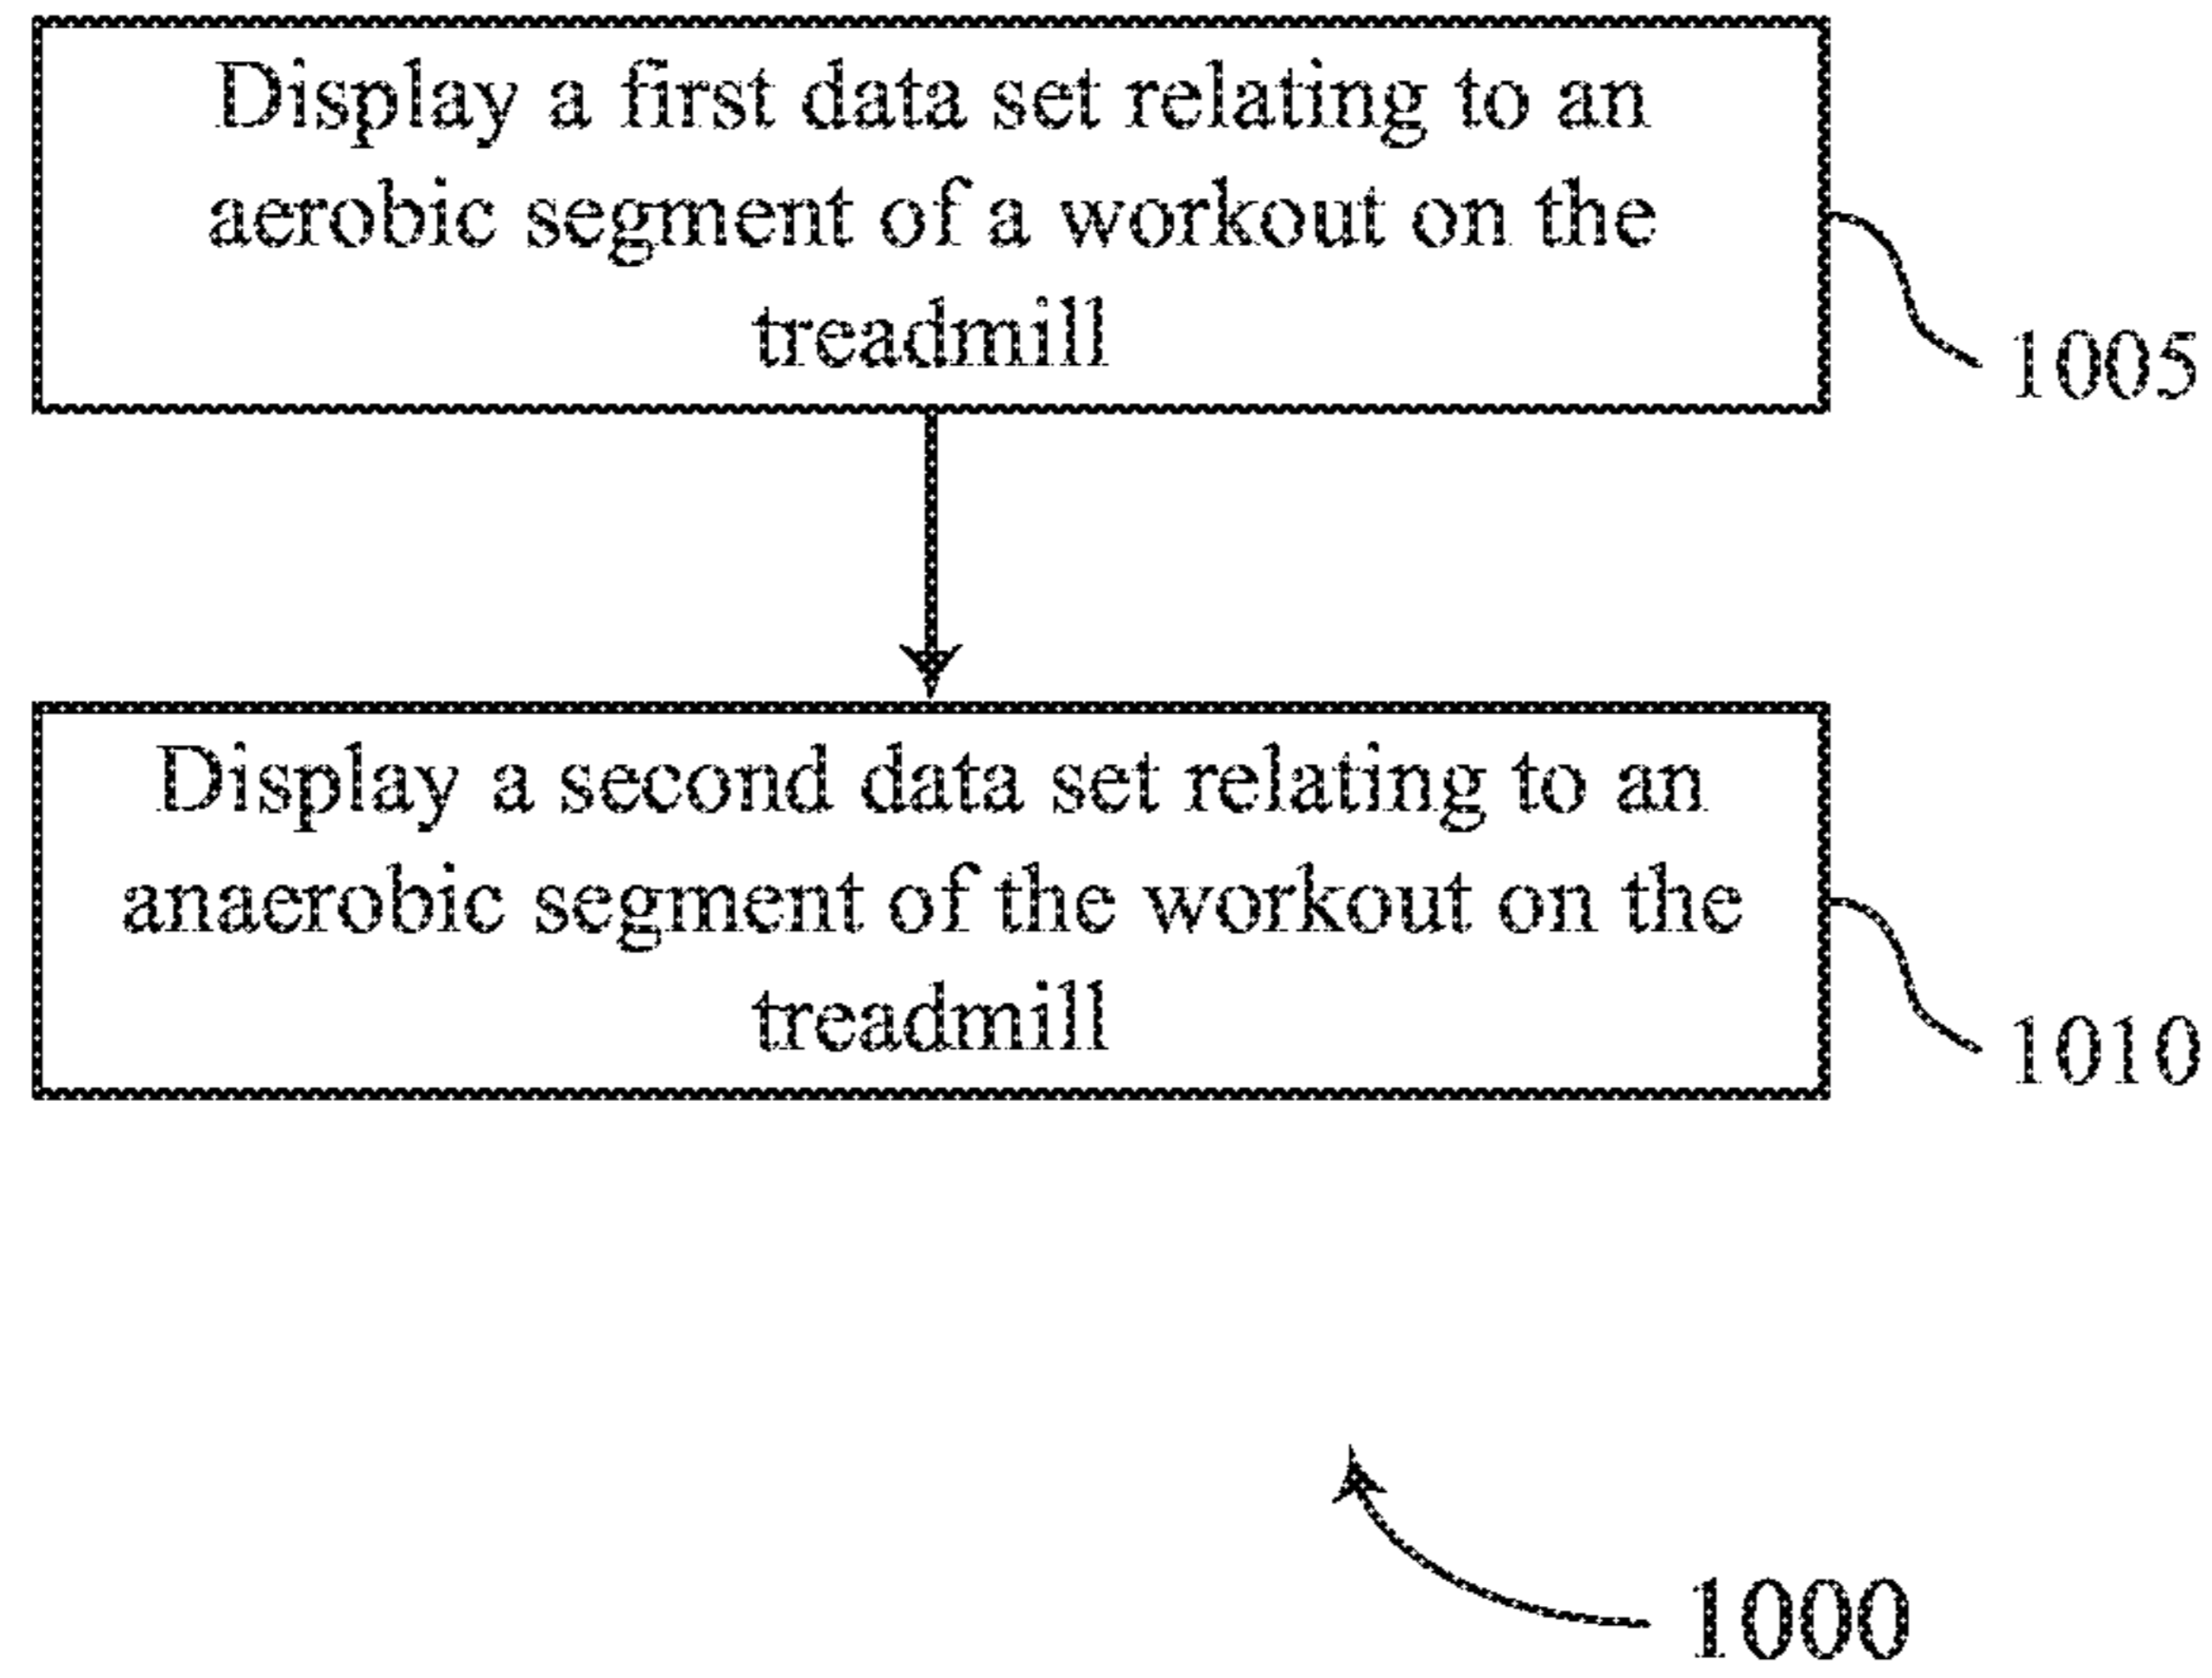 Display a first data set relating to an
aerobic segment of a workout on the
treadmill
1005
Display a second data set relating to an
anaerobic segment of the workout on the
treadmill
1010
1000